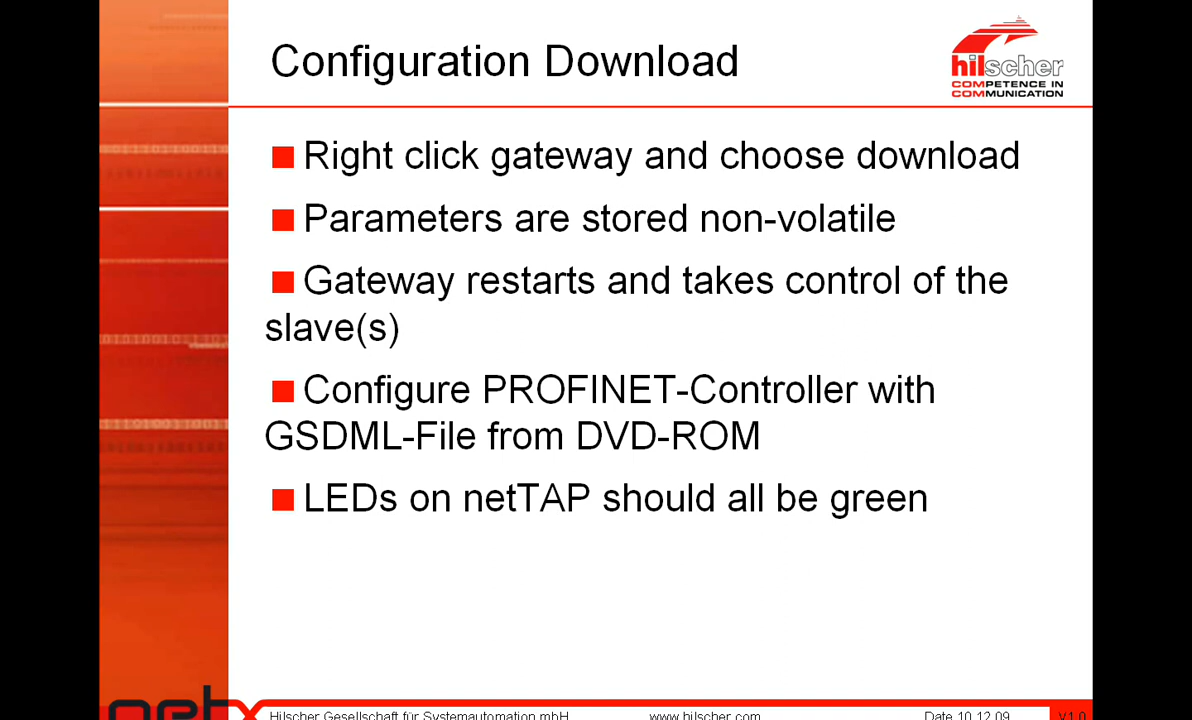 Configuration Download
hilscher
COMPETENCE IN
COMMUNICATION
Right click gateway and choose download
Parameters are stored non-volatile
Gateway restarts and takes control of the
slave(s)
Configure PROFINET-Controller with
GSDML-File from DVD-ROM
LEDs on netTAP should all be green
netX
Hilscher Gesellschaft für Systemautomation mbH
www.hilscher.com
Date 10.12.09
V1.0